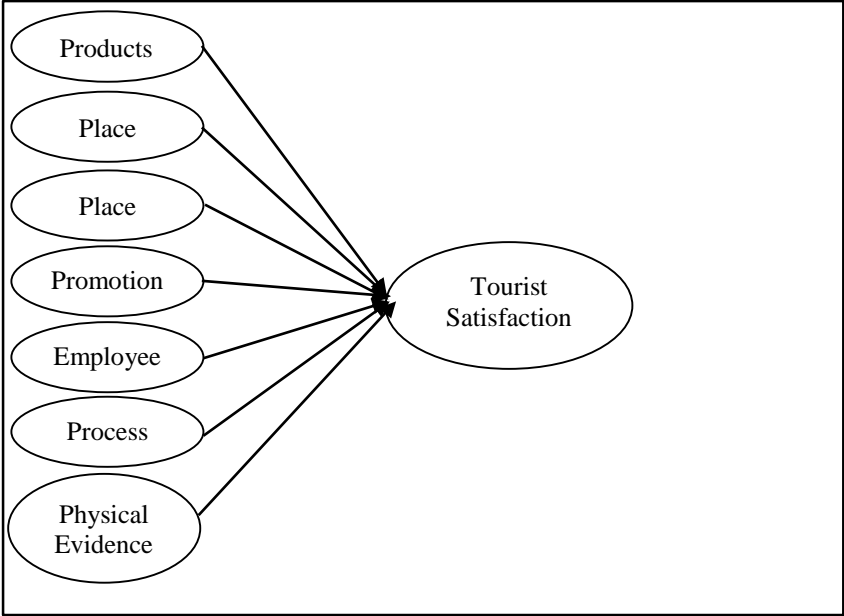 Products
Place
Place
Promotion
Employee
Process
Physical
Evidence
Tourist
Satisfaction